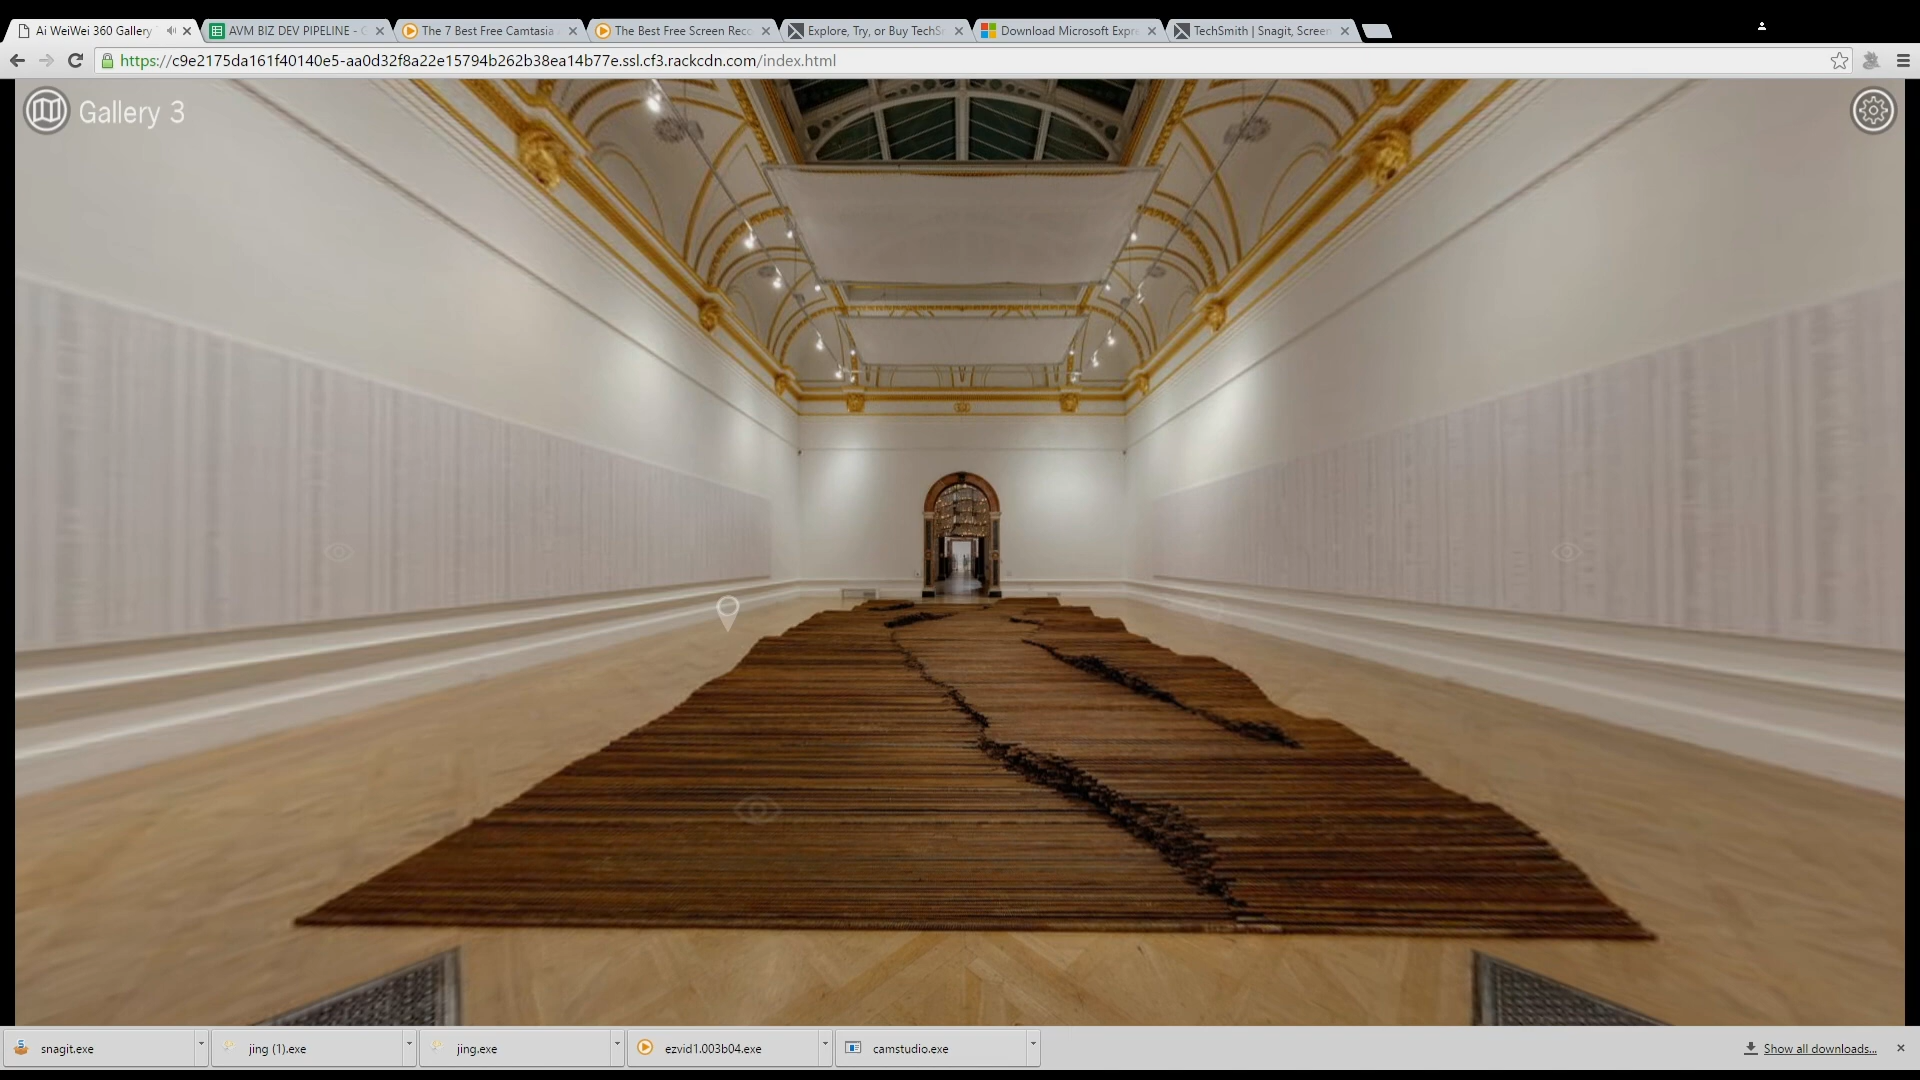 Ai WeiWei 360 Gallery
AVM BIZ DEV PIPELINE - G
The 7 Best Free Camtasia
The Best Free Screen Reco
Explore, Try, or Buy TechS
Download Microsoft Expre
TechSmith | Snagit, Screen
https://c9e2175da161f40140e5-aa0d32f8a22e15794b262b38ea14b77e.ssl.cf3.rackcdn.com/index.html
Gallery 3
snagit.exe
jing (1).exe
jing.exe
ezvid1.003b04.exe
camstudio.exe
Show all downloads...